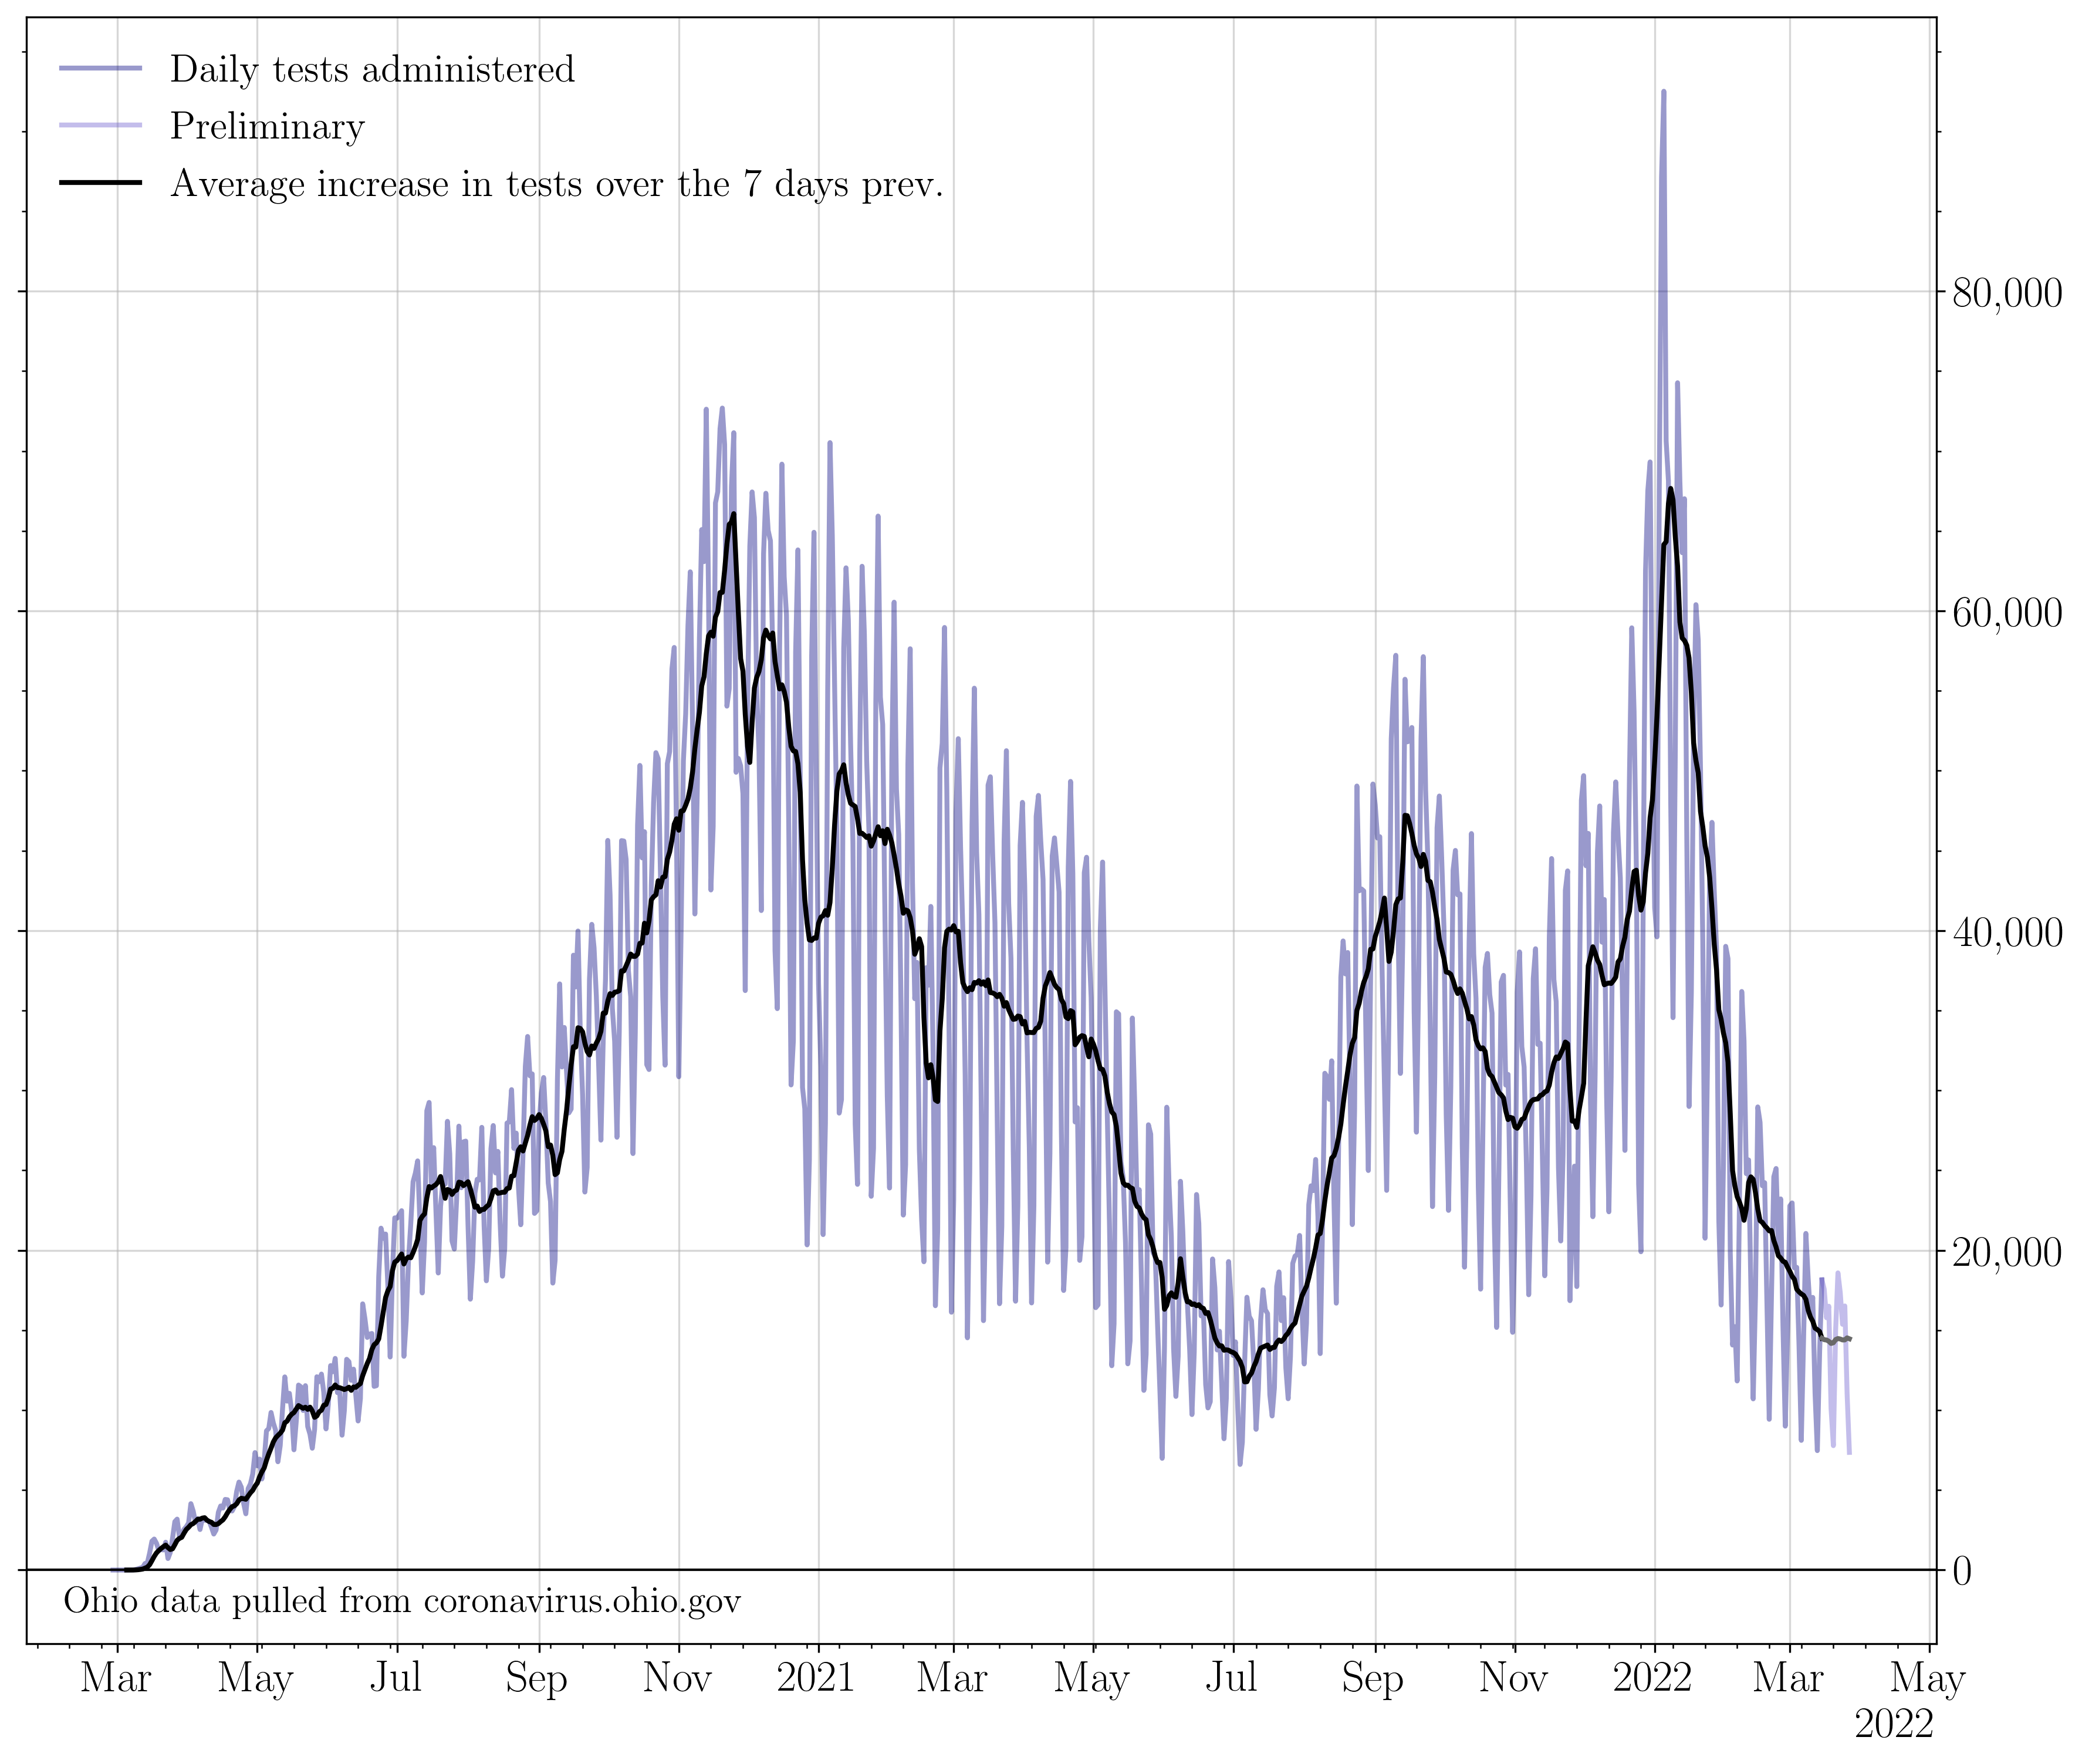 Daily tests administered
Preliminary
Average increase in tests over the 7 days prev.
80,000
60,000
40,000
20,000
0
Ohio data pulled from coronavirus.ohio.gov
Mar May Jul Sep Nov 2021 Mar May Jul Sep Nov 2022 Mar May
2022